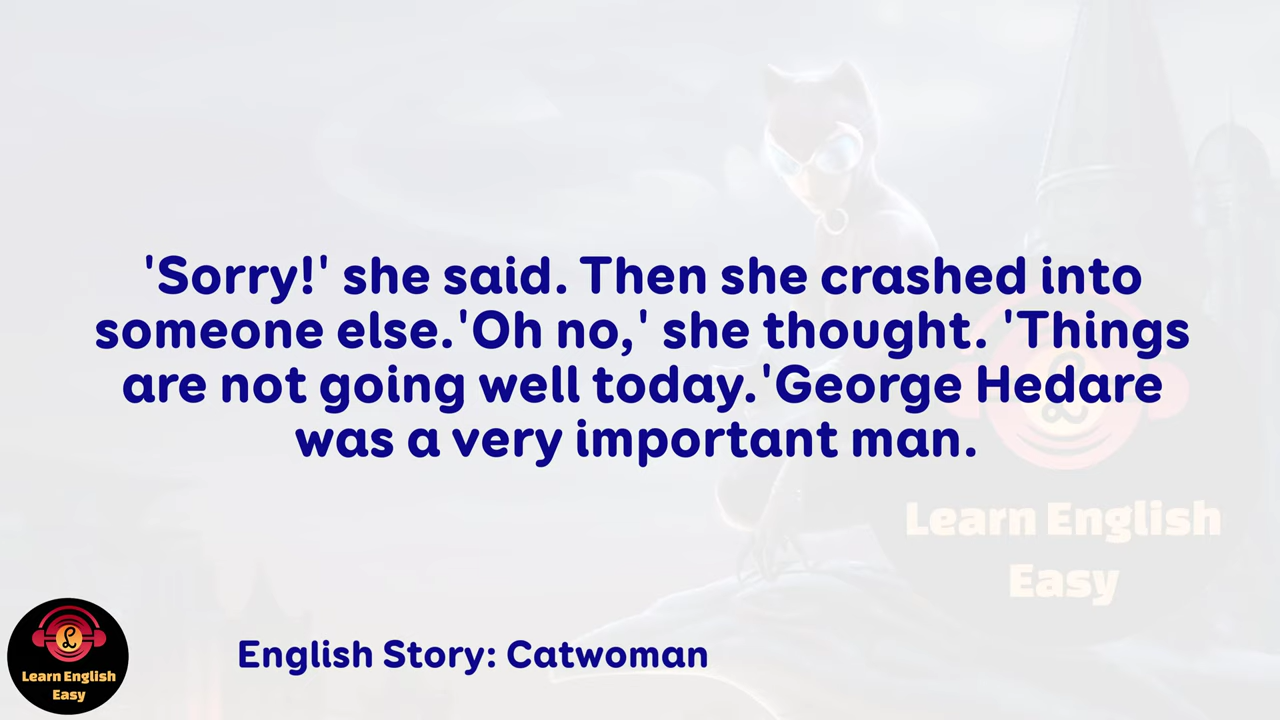 'Sorry!' she said. Then she crashed into
someone else.'Oh no,' she thought. 'Things
are not going well today.'George Hedare
was a very important man.
Learn English
Easy
English Story: Catwoman
Learn English
Easy